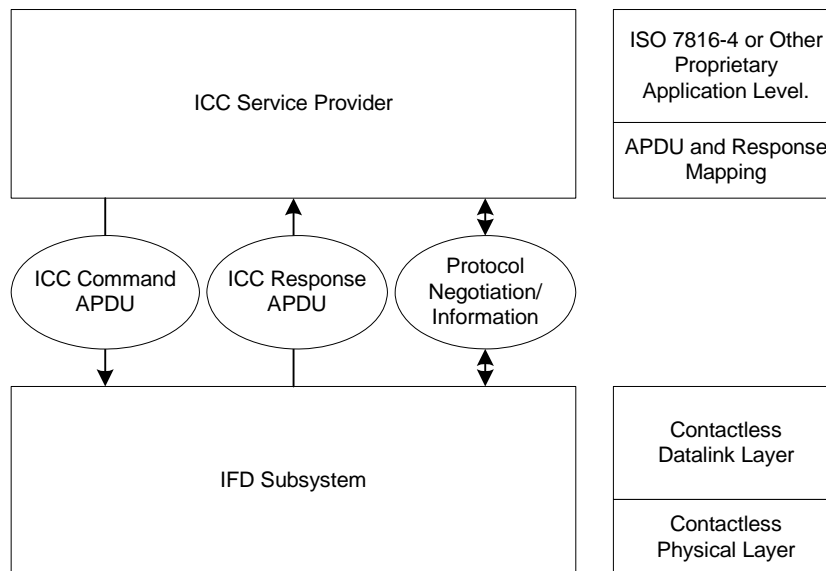 ICC Service Provider
ISO 7816-4 or Other
Proprietary
Application Level.
APDU and Response
Mapping
ICC Command
APDU
ICC Response
APDU
Protocol
Negotiation/
Information
IFD Subsystem
Contactless
Datalink Layer
Contactless
Physical Layer